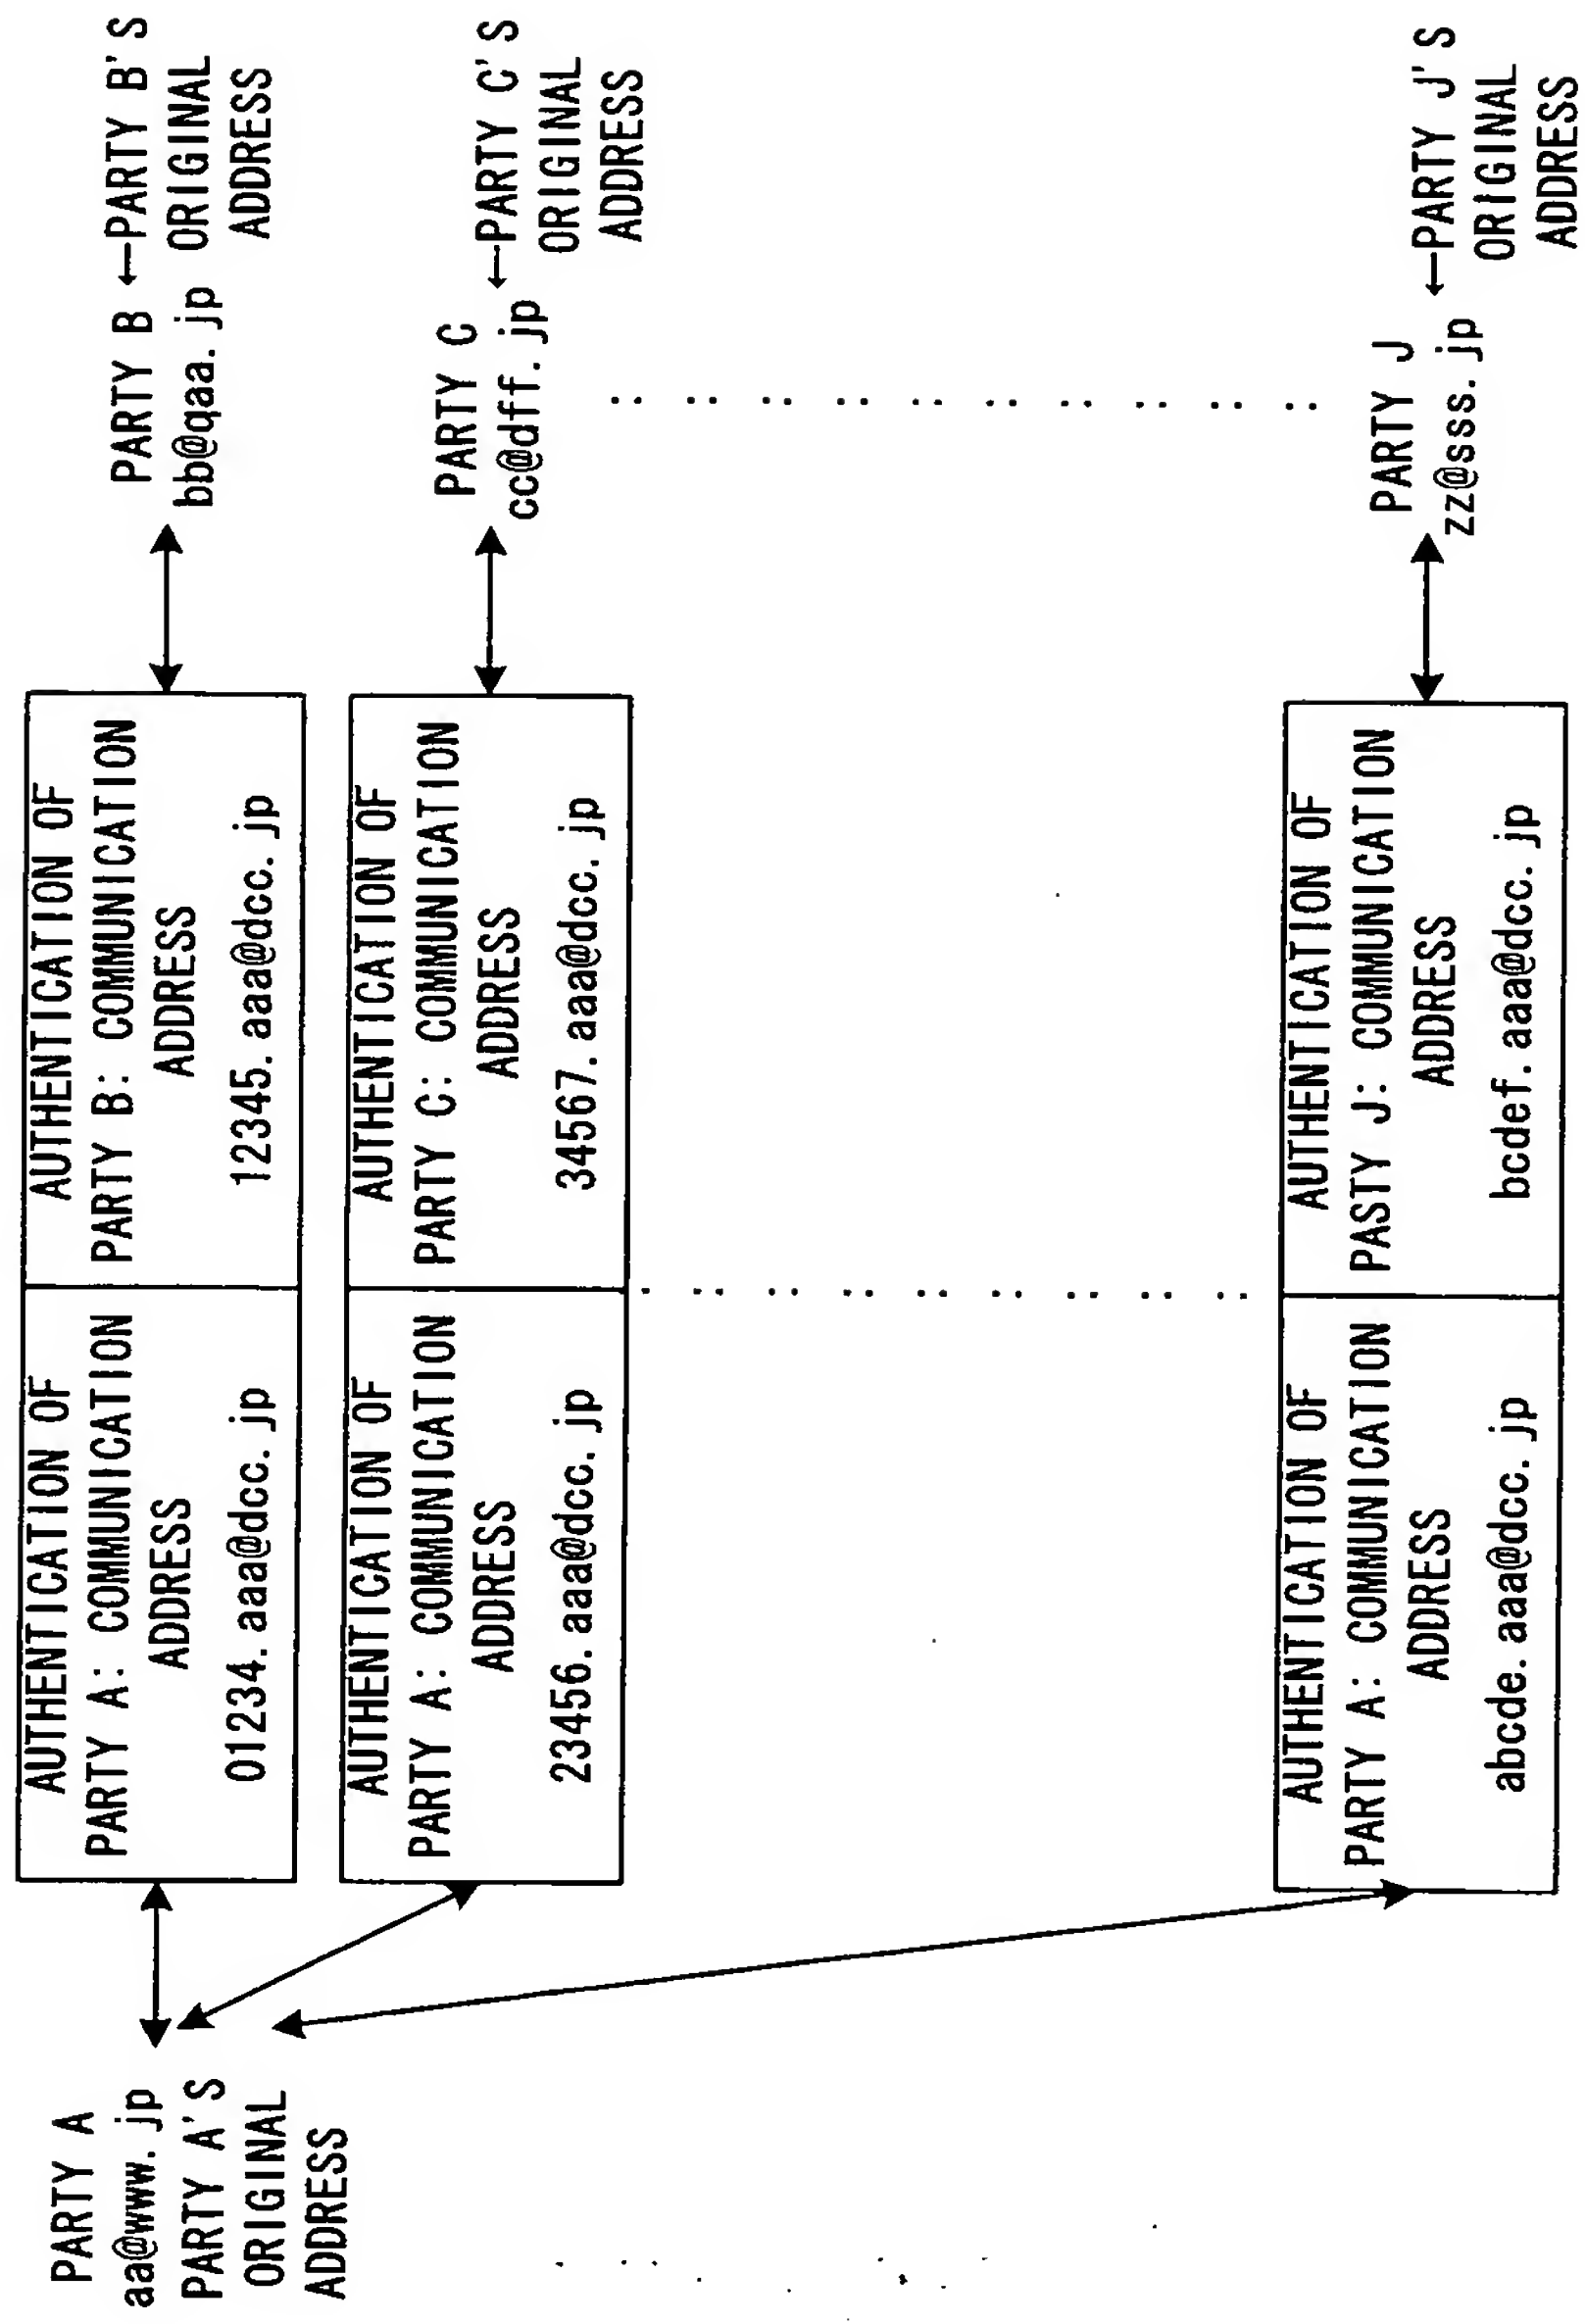 PARTY A
aa@www.jp
PARTY A'S
ORIGINAL
ADDRESS
AUTHENTICATION OF
PARTY A: COMMUNICATION
ADDRESS
01234.aaa@dcc.jp
AUTHENTICATION OF
PARTY B: COMMUNICATION
ADDRESS
12345.aaa@dcc.jp
PARTY B
bb@qaa.jp
←PARTY B'S
ORIGINAL
ADDRESS
AUTHENTICATION OF
PARTY A: COMMUNICATION
ADDRESS
23456.aaa@dcc.jp
AUTHENTICATION OF
PARTY C: COMMUNICATION
ADDRESS
34567.aaa@dcc.jp
PARTY C
cc@dff.jp
←PARTY C'S
ORIGINAL
ADDRESS
AUTHENTICATION OF
PARTY A: COMMUNICATION
ADDRESS
abcde.aaa@dcc.jp
AUTHENTICATION OF
PASTY J: COMMUNICATION
ADDRESS
bcdef.aaa@dcc.jp
PARTY J
zz@sss.jp
←PARTY J'S
ORIGINAL
ADDRESS